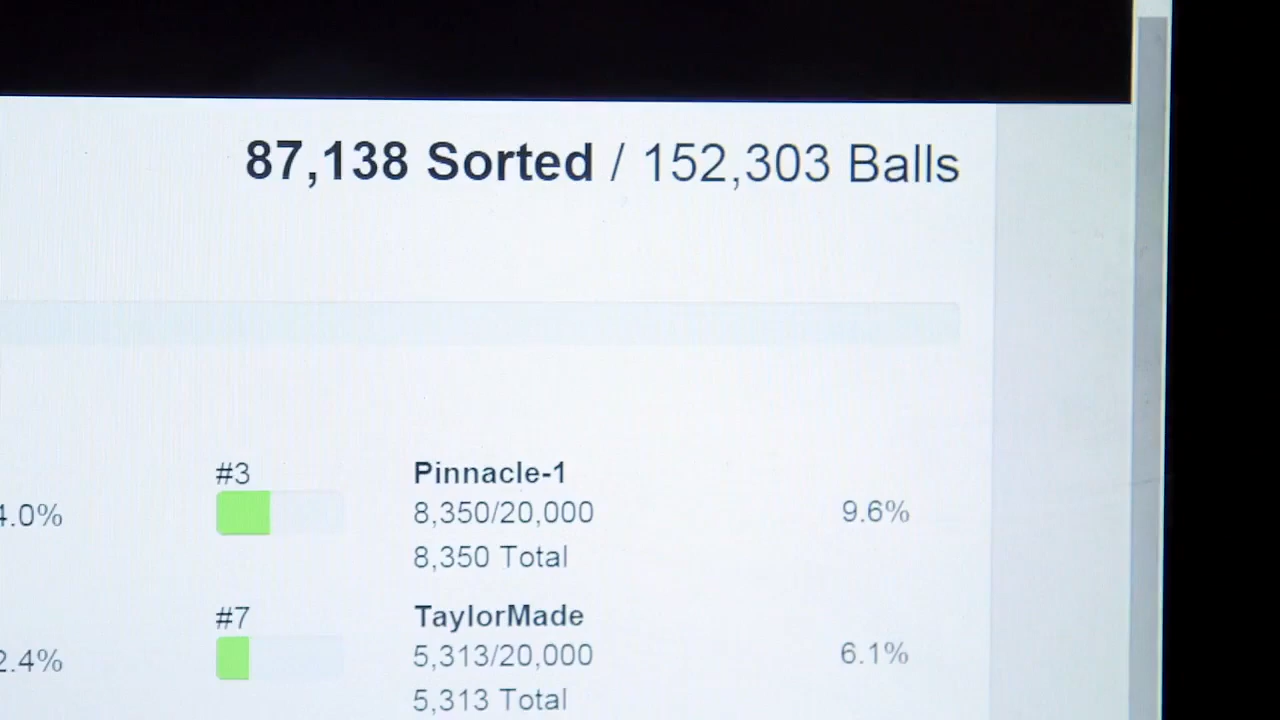 87,138 Sorted / 152,303 Balls
#3
Pinnacle-1
4.0%
8,350/20,000
9.6%
8,350 Total
#7
TaylorMade
2.4%
5,313/20,000
6.1%
5,313 Total